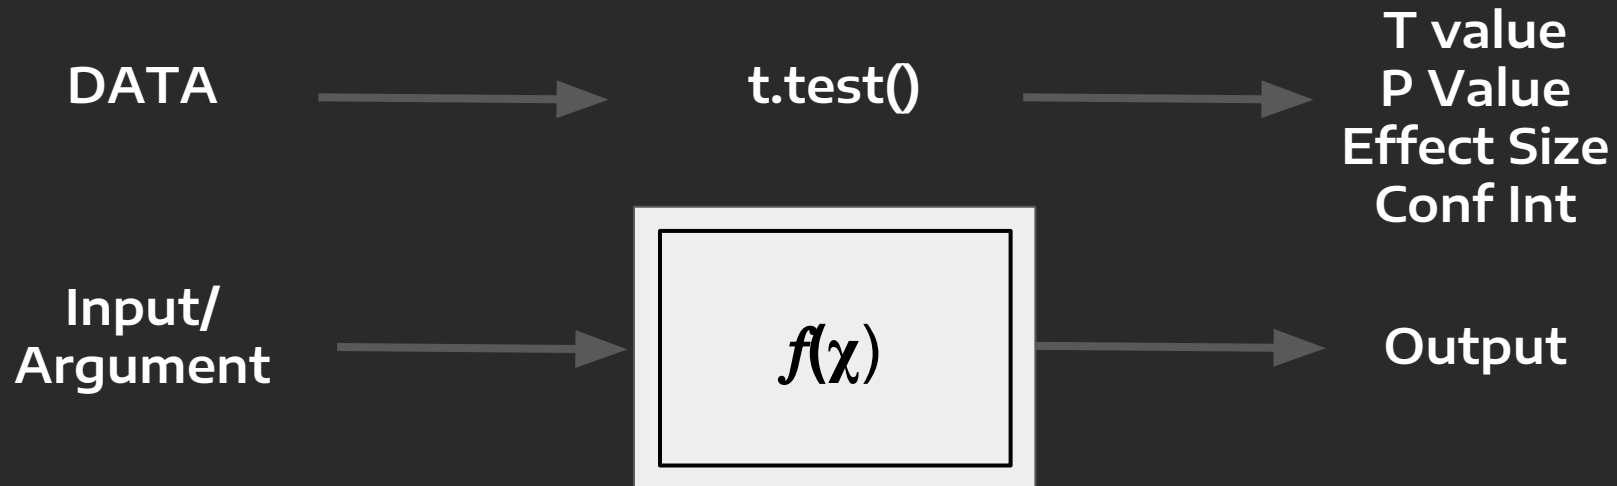 DATA
t.test()
T value
P Value
Effect Size
Conf Int
Input/
Argument
f(χ)
Output